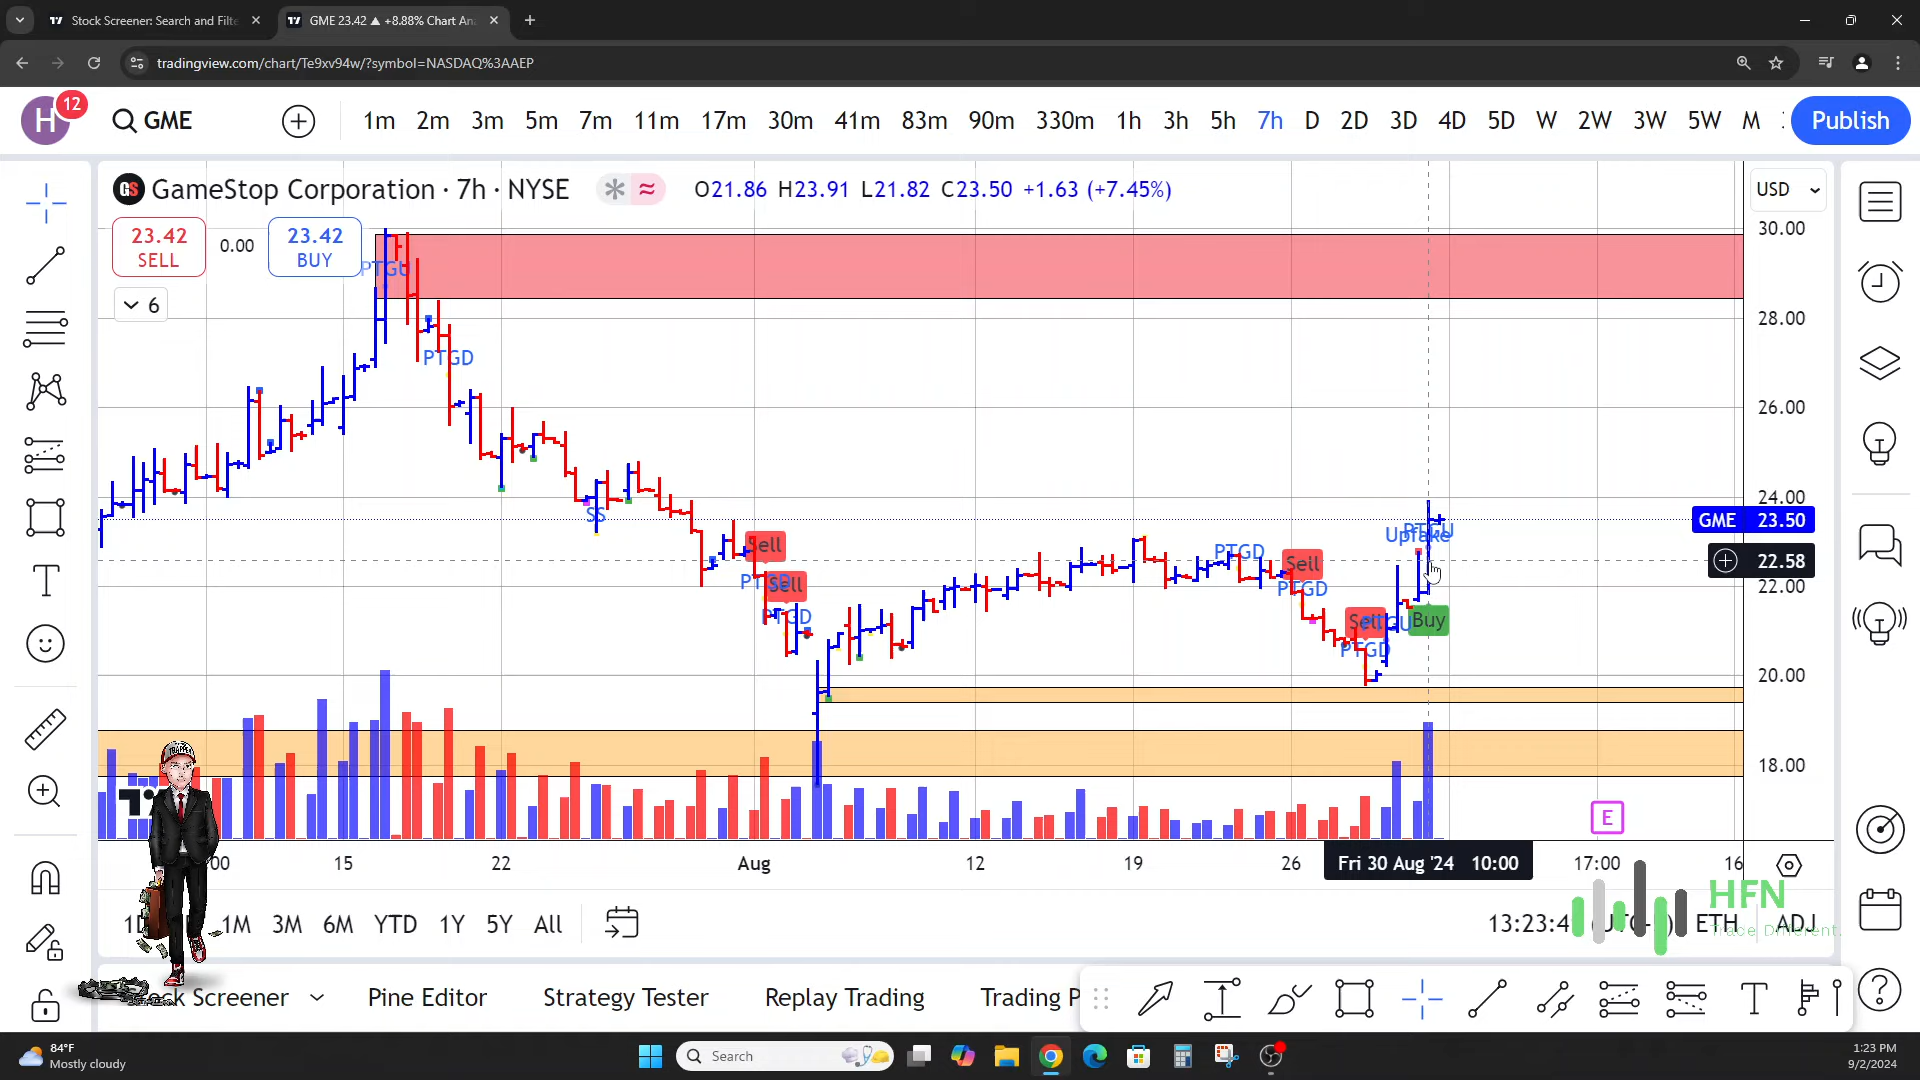 Stock Screener: Search and Filte
GME 23.42 ▲ +8.88% Chart An
tradingview.com/chart/Te9xv94w/?symbol=NASDAQ%3AAEP
H
12
GME
1m 2m 3m 5m 7m 11m 17m 30m 41m 83m 90m 330m 1h 3h 5h 7h D 2D 3D 4D 5D W 2W 3W 5W M
Publish
GameStop Corporation · 7h · NYSE
O21.86 H23.91 L21.82 C23.50 +1.63 (+7.45%)
USD
23.42
SELL
0.00
23.42
BUY
6
30.00
28.00
26.00
24.00
GME 23.50
22.58
22.00
20.00
18.00
PTGU
PTGD
SS
Sell
Sell
PTGD
PTGD
Sell
PTGD
Sell
PTGU
PTGD
Upfake
PTGU
Buy
TRAPPER
E
15
22
Aug
12
19
26
Fri 30 Aug '24 10:00
17:00
16
1M 3M 6M YTD 1Y 5Y All
ETH
ADJ
HFN
Screener
Pine Editor
Strategy Tester
Replay Trading
Trading P
84°F
Mostly cloudy
Search
1:23 PM
9/2/2024